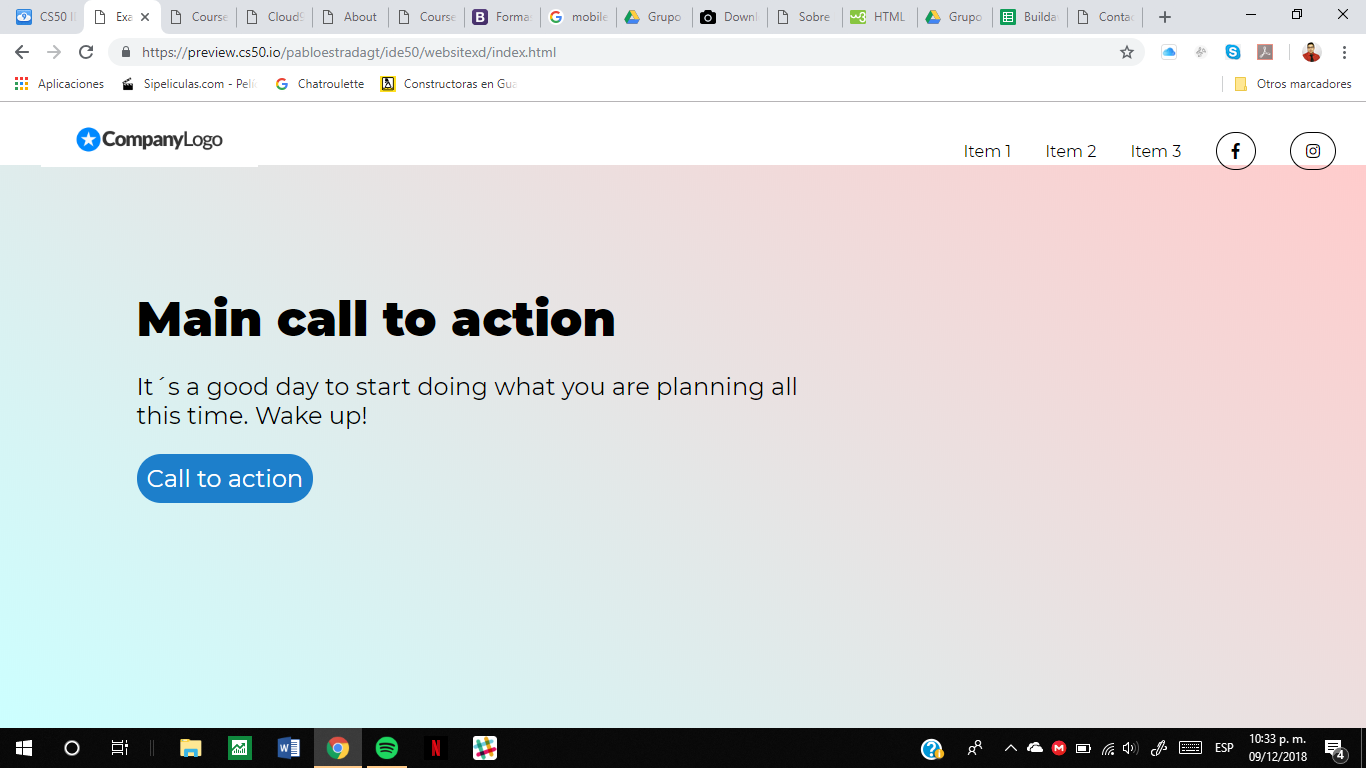 CS50 I
Exa
Course
Cloud9
About
Course
Forma
mobile
Grupo
Downl
Sobre
HTML
Grupo
Builda
Contac
https://preview.cs50.io/pabloestradagt/ide50/websitexd/index.html
Aplicaciones
Sipeliculas.com - Pelí
Chatroulette
Constructoras en Gua
Otros marcadores
CompanyLogo
Item 1
Item 2
Item 3
Main call to action
It´s a good day to start doing what you are planning all
this time. Wake up!
Call to action
ESP
10:33 p. m.
09/12/2018
4